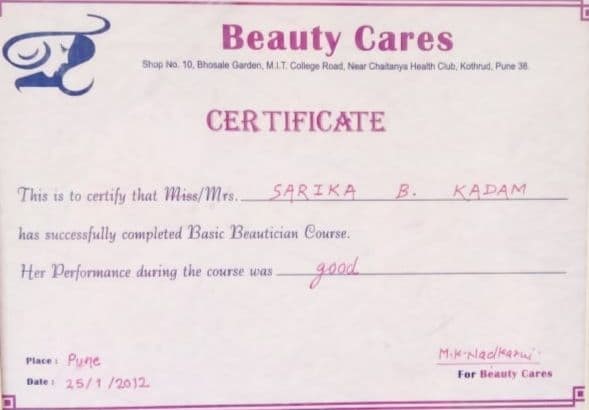 Beauty Cares
Shop No. 10, Bhosale Garden, M.I.T. College Road, Near Chaitanya Health Club, Kothrud, Pune 38.
CERTIFICATE
This is to certify that Miss/Mrs. SARIKA B. KADAM
has successfully completed Basic Beautician Course.
Her Performance during the course was good
M.K. Nadkarni.
Place : Pune
For Beauty Cares
Date : 25/1/2012